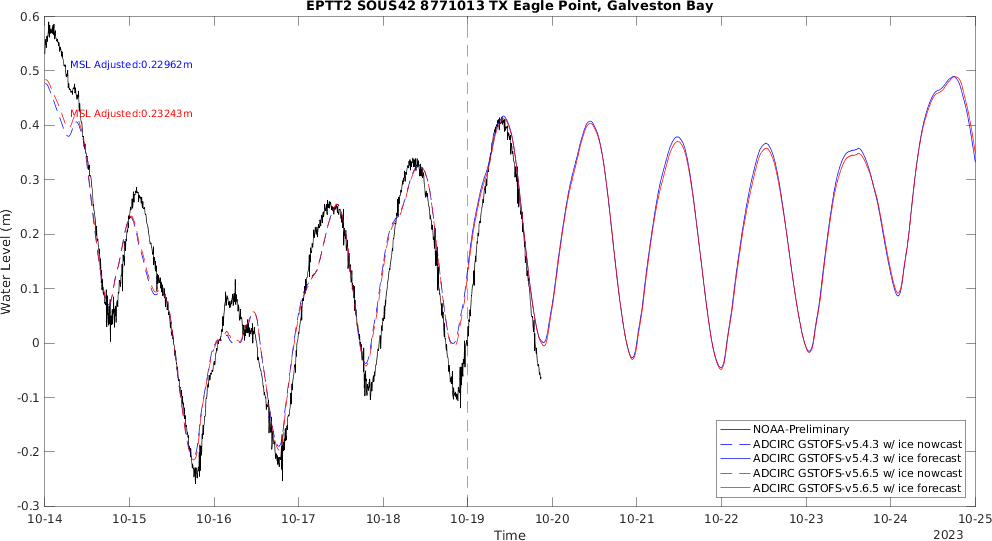 EPTT2 SOUS42 8771013 TX Eagle Point, Galveston Bay
0.6
0.5
0.4
0.3
0.2
0.1
0
-0.1
-0.2
-0.3
Water Level (m)
MSL Adjusted:0.22962m
MSL Adjusted:0.23243m
NOAA-Preliminary
ADCIRC GSTOFS-v5.4.3 w/ ice nowcast
ADCIRC GSTOFS-v5.4.3 w/ ice forecast
ADCIRC GSTOFS-v5.6.5 w/ ice nowcast
ADCIRC GSTOFS-v5.6.5 w/ ice forecast
10-14 10-15 10-16 10-17 10-18 10-19 10-20 10-21 10-22 10-23 10-24 10-25
Time
2023